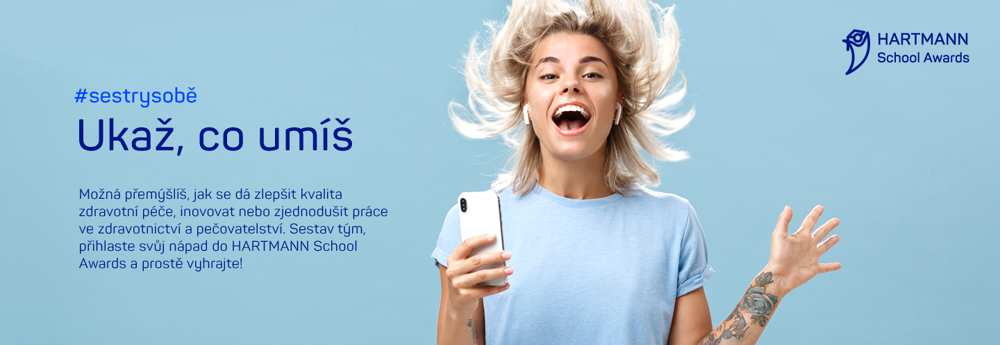 HARTMANN
School Awards
#sestrysobě
Ukaž, co umíš
Možná přemýšlíš, jak se dá zlepšit kvalita
zdravotní péče, inovovat nebo zjednodušit práce
ve zdravotnictví a pečovatelství. Sestav tým,
přihlaste svůj nápad do HARTMANN School
Awards a prostě vyhrajte!